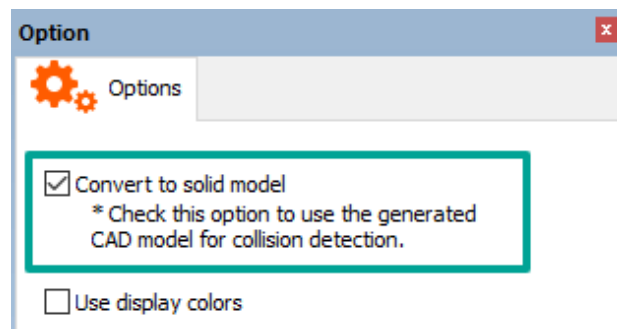 Option
Options
Convert to solid model
* Check this option to use the generated
CAD model for collision detection.
Use display colors